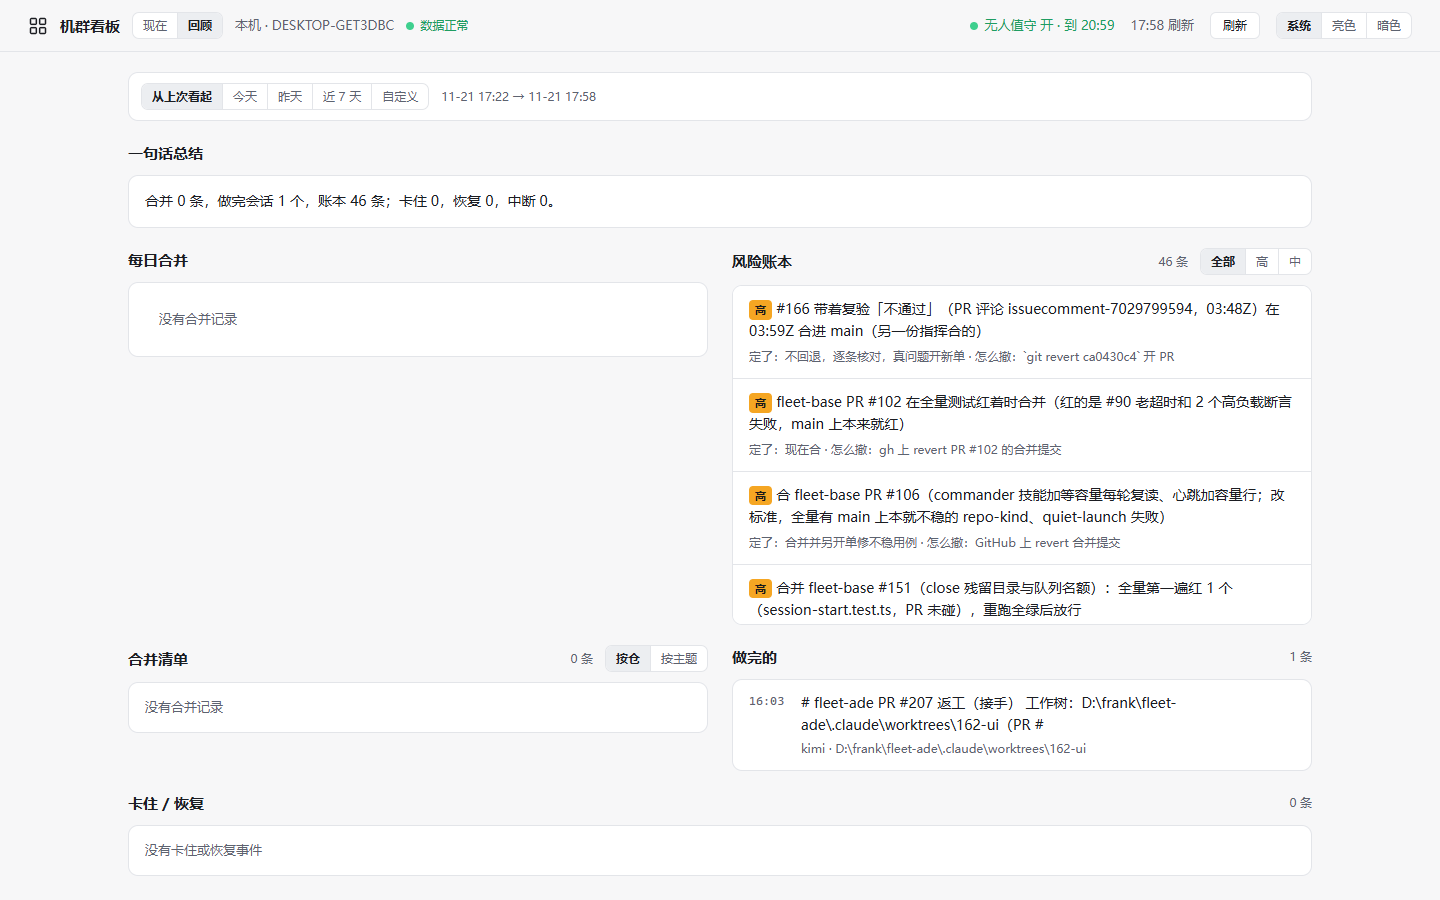 机群看板
现在
回顾
本机 · DESKTOP-GET3DBC
数据正常
无人值守 开 · 到 20:59
17:58 刷新
刷新
系统
亮色
暗色
从上次看起
今天
昨天
近 7 天
自定义
11-21 17:22 → 11-21 17:58
一句话总结
合并 0 条，做完会话 1 个，账本 46 条；卡住 0，恢复 0，中断 0。
每日合并
没有合并记录
风险账本
46 条
全部
高
中
高 #166 带着复验「不通过」（PR 评论 issuecomment-7029799594，03:48Z）在
03:59Z 合进 main（另一份指挥合的）
定了：不回退，逐条核对，真问题开新单 · 怎么撤：`git revert ca0430c4` 开 PR
高 fleet-base PR #102 在全量测试红着时合并（红的是 #90 老超时和 2 个高负载断言
失败，main 上本来就红）
定了：现在合 · 怎么撤：gh 上 revert PR #102 的合并提交
高 合 fleet-base PR #106（commander 技能加等容量每轮复读、心跳加容量行；改
标准，全量有 main 上本就不稳的 repo-kind、quiet-launch 失败）
定了：合并并另开单修不稳用例 · 怎么撤：GitHub 上 revert 合并提交
高 合并 fleet-base #151（close 残留目录与队列名额）：全量第一遍红 1 个
（session-start.test.ts，PR 未碰），重跑全绿后放行
合并清单
0 条
按仓
按主题
没有合并记录
做完的
1 条
16:03
# fleet-ade PR #207 返工（接手） 工作树：D:\frank\fleet-
ade\.claude\worktrees\162-ui（PR #
kimi · D:\frank\fleet-ade\.claude\worktrees\162-ui
卡住 / 恢复
0 条
没有卡住或恢复事件